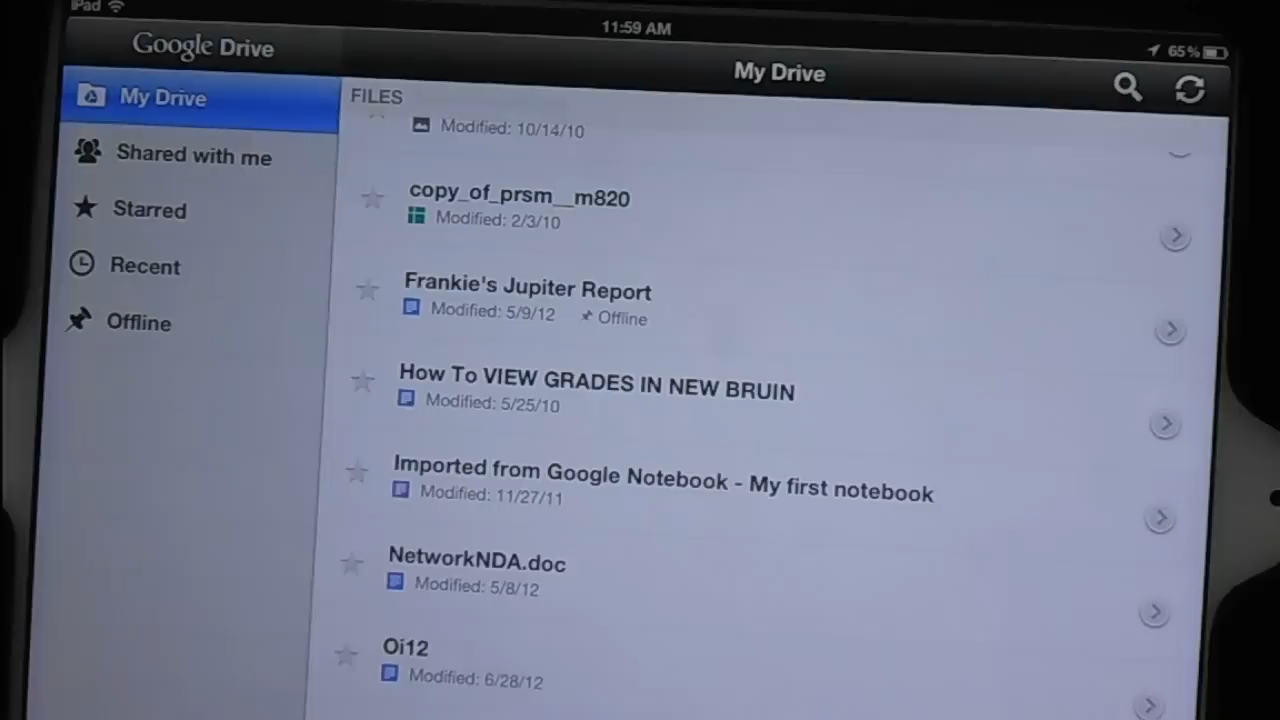 iPad
11:59 AM
65%
Google Drive
My Drive
My Drive
Shared with me
Starred
Recent
Offline
FILES
Modified: 10/14/10
copy_of_prsm__m820
Modified: 2/3/10
Frankie's Jupiter Report
Modified: 5/9/12 Offline
How To VIEW GRADES IN NEW BRUIN
Modified: 5/25/10
Imported from Google Notebook - My first notebook
Modified: 11/27/11
NetworkNDA.doc
Modified: 5/8/12
Oi12
Modified: 6/28/12